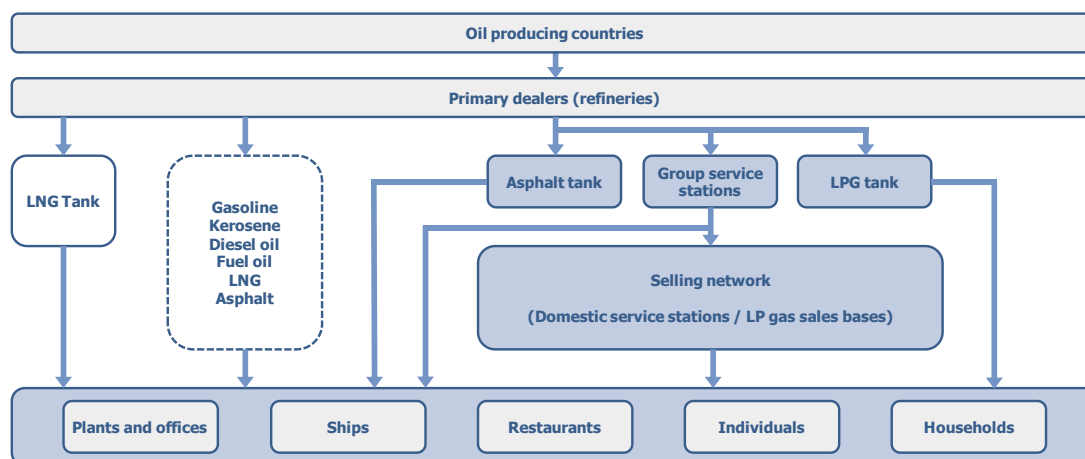 Oil producing countries
Primary dealers (refineries)
LNG Tank
Gasoline
Kerosene
Diesel oil
Fuel oil
LNG
Asphalt
Asphalt tank
Group service
stations
LPG tank
Selling network
(Domestic service stations / LP gas sales bases)
Plants and offices
Ships
Restaurants
Individuals
Households